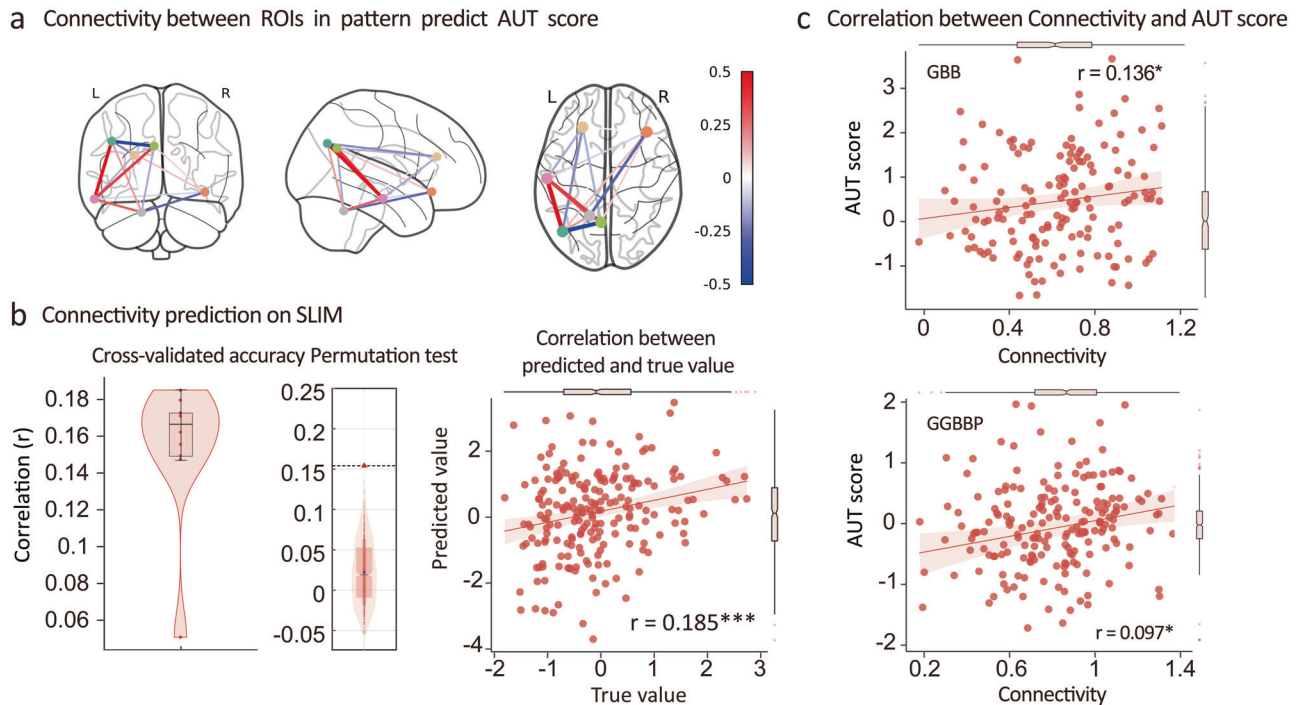 a Connectivity between ROIs in pattern predict AUT score
L R
L R
0.5
0.25
0
-0.25
-0.5
b Connectivity prediction on SLIM
Cross-validated accuracy
Correlation (r)
0.18
0.16
0.14
0.12
0.1
0.08
0.06
Permutation test
0.25
0.2
0.15
0.1
0.05
0
-0.05
Correlation between
predicted and true value
Predicted value
2
0
-2
-4
r = 0.185***
-2 -1 0 1 2 3
True value
c Correlation between Connectivity and AUT score
GBB
r = 0.136*
AUT score
3
2
1
0
-1
0 0.4 0.8 1.2
Connectivity
GGBBP
AUT score
2
1
0
-1
-2
r = 0.097*
0.2 0.6 1 1.4
Connectivity